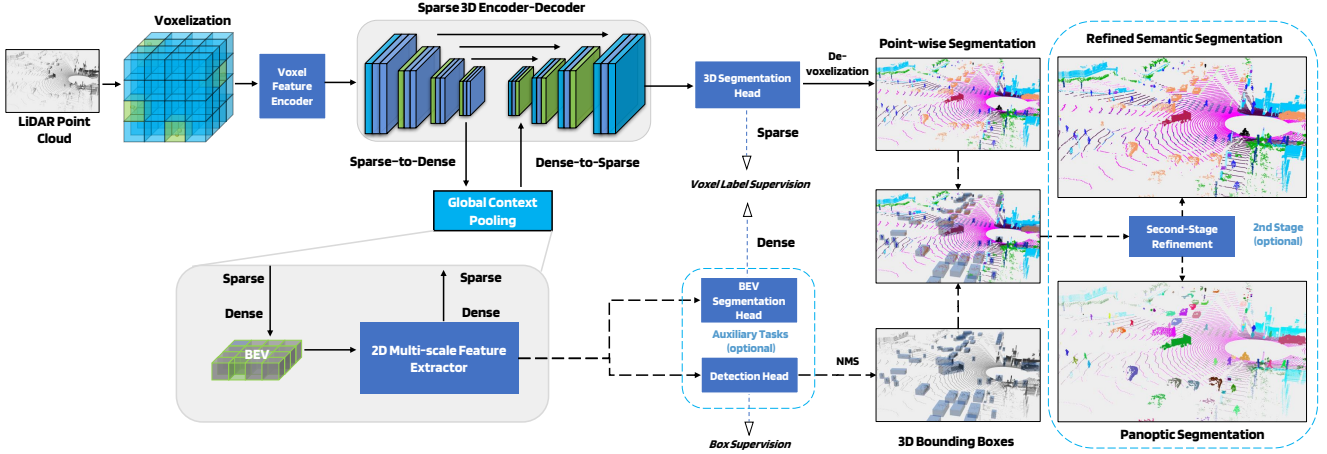 Voxelization
Sparse 3D Encoder-Decoder
LiDAR Point
Cloud
Voxel
Feature
Encoder
3D Segmentation
Head
De-
voxelization
Point-wise Segmentation
Refined Semantic Segmentation
Sparse-to-Dense
Dense-to-Sparse
Sparse
Voxel Label Supervision
Global Context
Pooling
Dense
Second-Stage
Refinement
2nd Stage
(optional)
Sparse
Dense
Sparse
Dense
BEV
2D Multi-scale Feature
Extractor
BEV
Segmentation
Head
Auxiliary Tasks
(optional)
Detection Head
NMS
Box Supervision
3D Bounding Boxes
Panoptic Segmentation